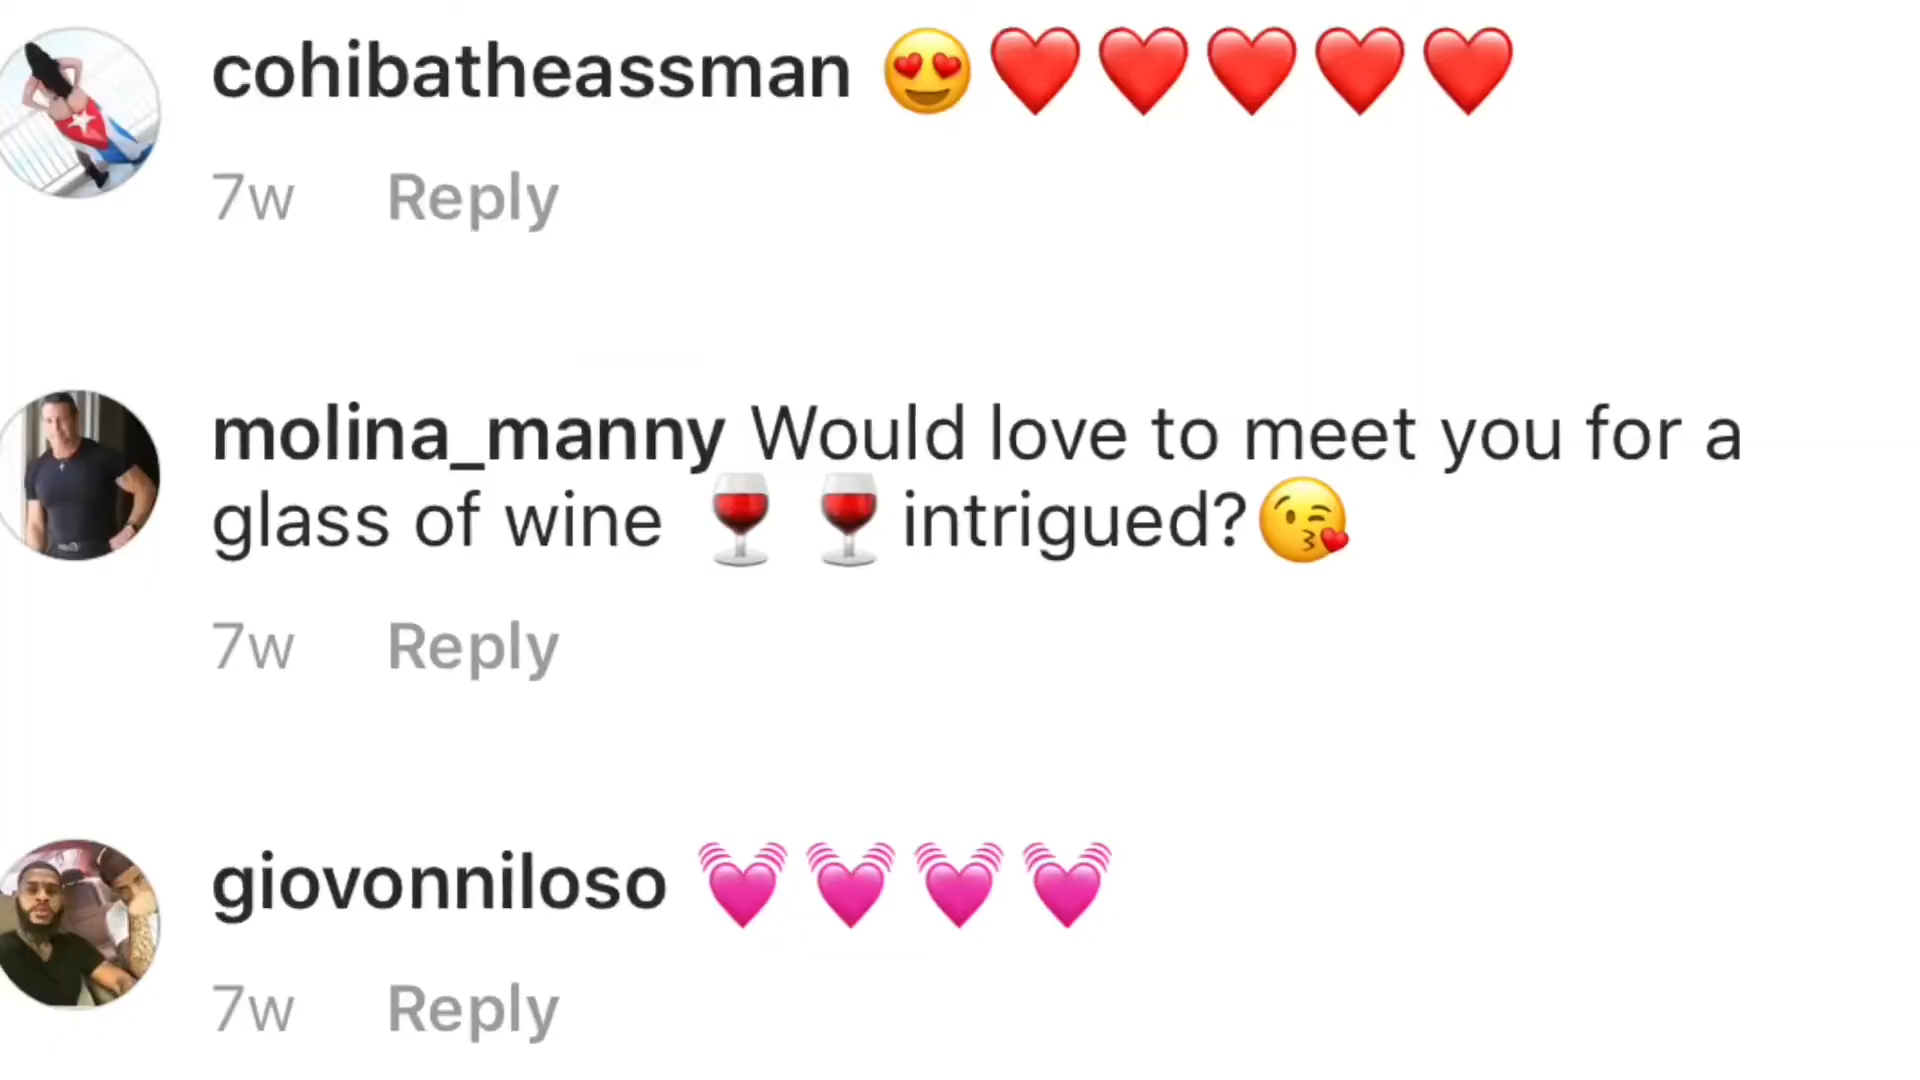 cohibatheassman 😍❤️❤️❤️❤️❤️
7w Reply
molina_manny Would love to meet you for a
glass of wine 🍷🍷intrigued?😘
7w Reply
giovonniloso 💓💓💓💓
7w Reply